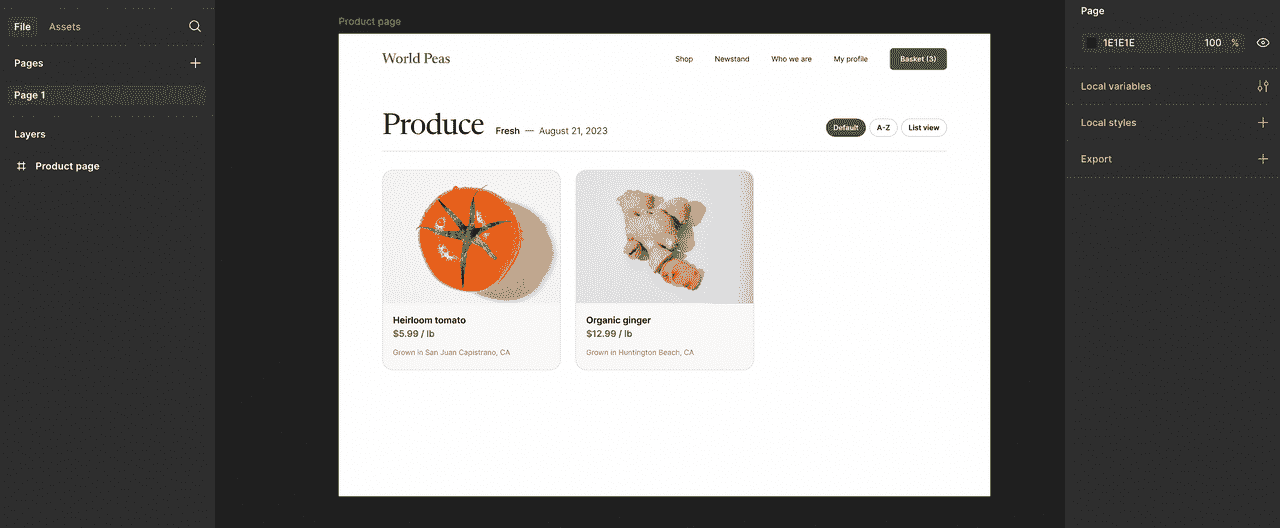 File Assets
Pages
Page 1
Layers
Product page
Product page
World Peas
Shop Newstand Who we are My profile Basket (3)
Produce Fresh — August 21, 2023
Default A-Z List view
Heirloom tomato
$5.99 / lb
Grown in San Juan Capistrano, CA
Organic ginger
$12.99 / lb
Grown in Huntington Beach, CA
Page
1E1E1E 100 %
Local variables
Local styles
Export